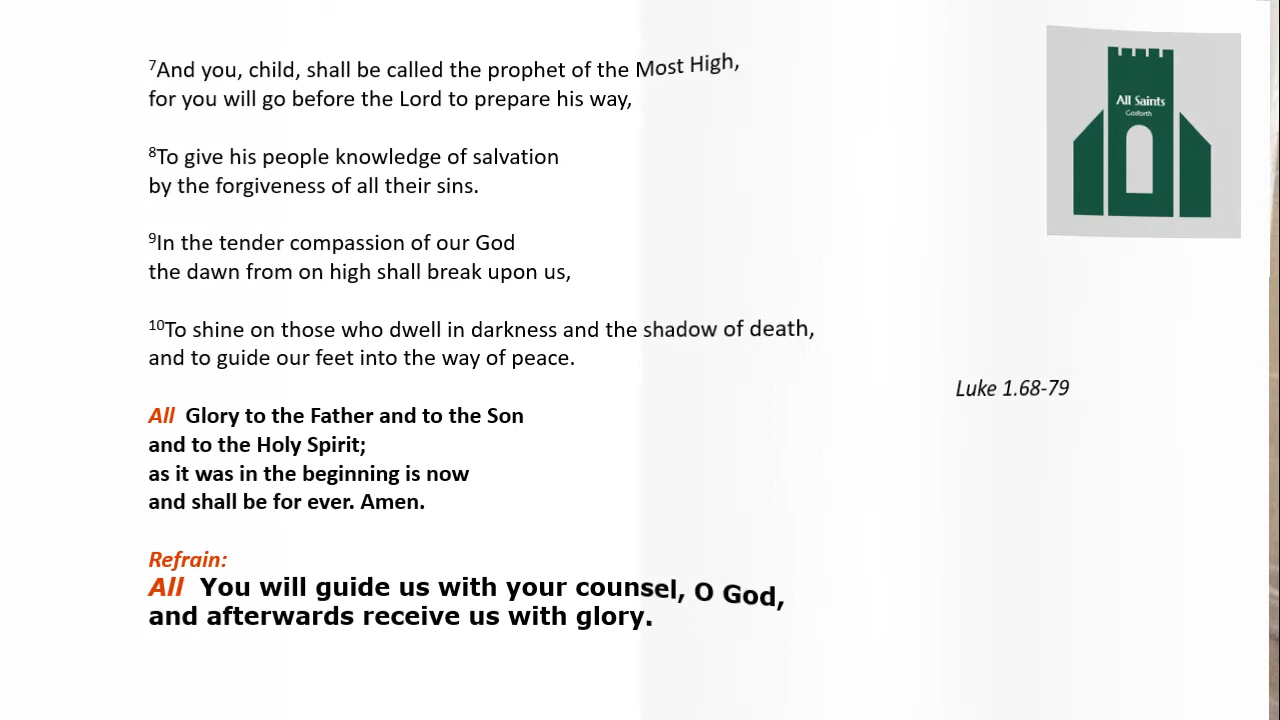 ⁷And you, child, shall be called the prophet of the Most High,
for you will go before the Lord to prepare his way,
⁸To give his people knowledge of salvation
by the forgiveness of all their sins.
⁹In the tender compassion of our God
the dawn from on high shall break upon us,
¹⁰To shine on those who dwell in darkness and the shadow of death,
and to guide our feet into the way of peace.
Luke 1.68-79
All Glory to the Father and to the Son
and to the Holy Spirit;
as it was in the beginning is now
and shall be for ever. Amen.
Refrain:
All You will guide us with your counsel, O God,
and afterwards receive us with glory.
All Saints
Gosforth